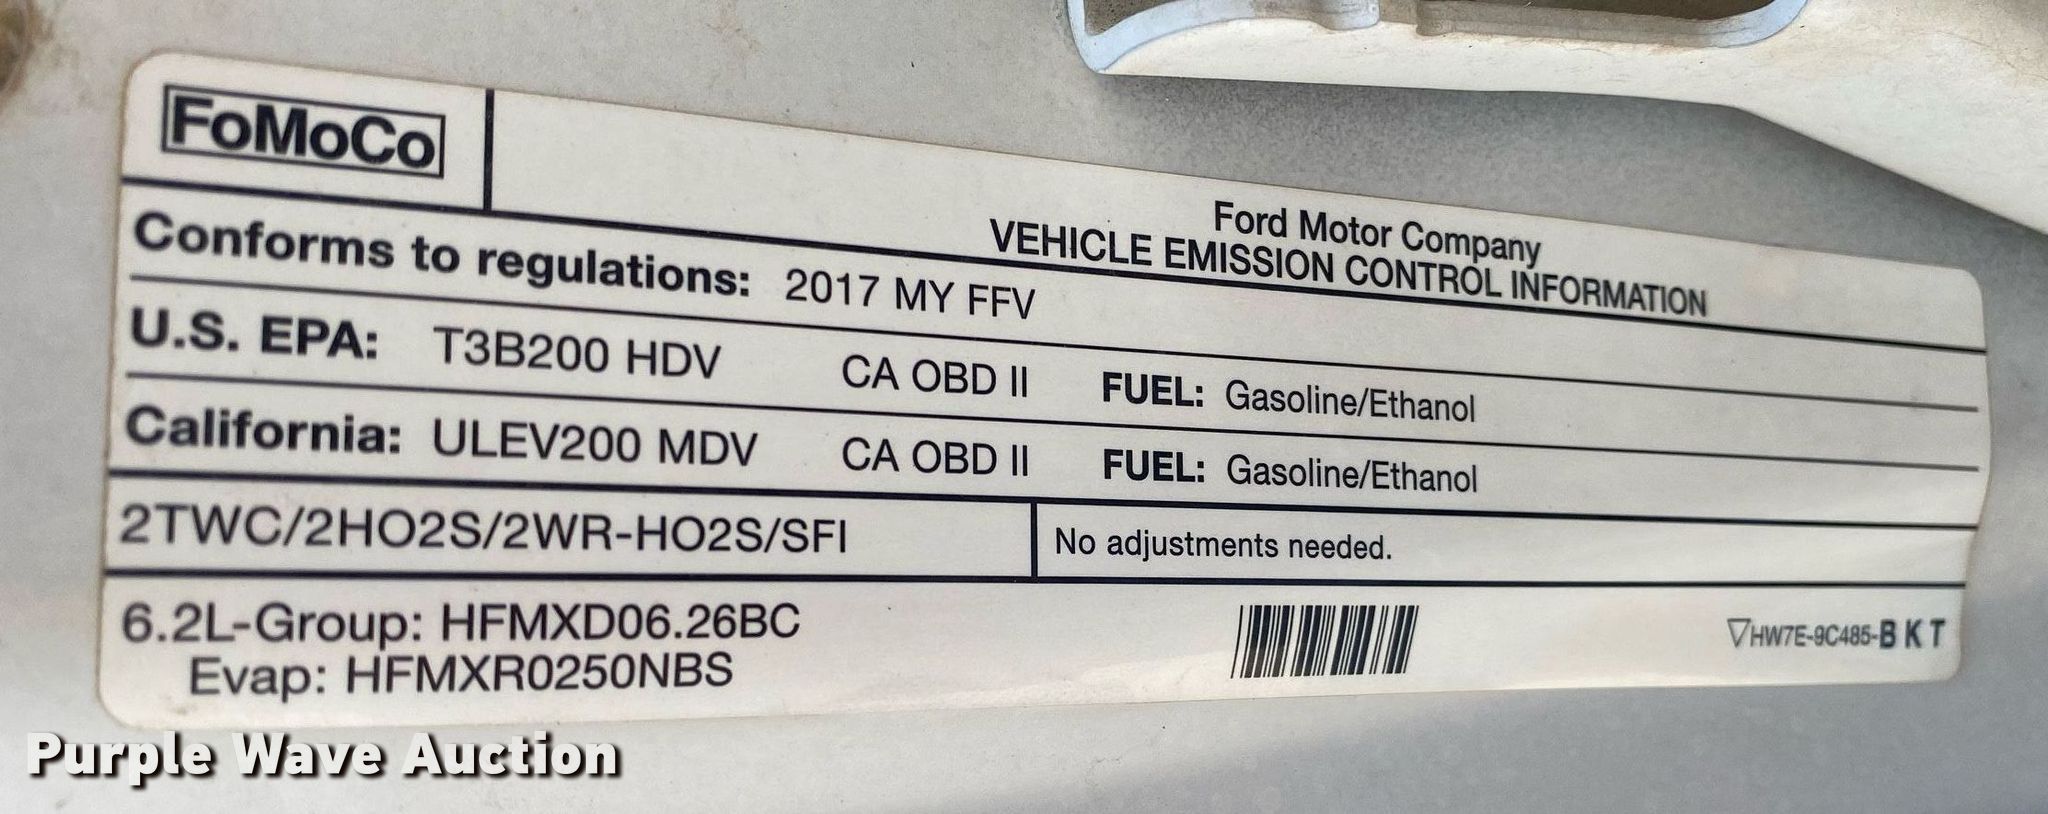 FoMoCo
Ford Motor Company
VEHICLE EMISSION CONTROL INFORMATION
Conforms to regulations: 2017 MY FFV
U.S. EPA: T3B200 HDV CA OBD II FUEL: Gasoline/Ethanol
California: ULEV200 MDV CA OBD II FUEL: Gasoline/Ethanol
2TWC/2HO2S/2WR-HO2S/SFI No adjustments needed.
6.2L-Group: HFMXD06.26BC
Evap: HFMXR0250NBS
▽HW7E-9C485-B K T
Purple Wave Auction